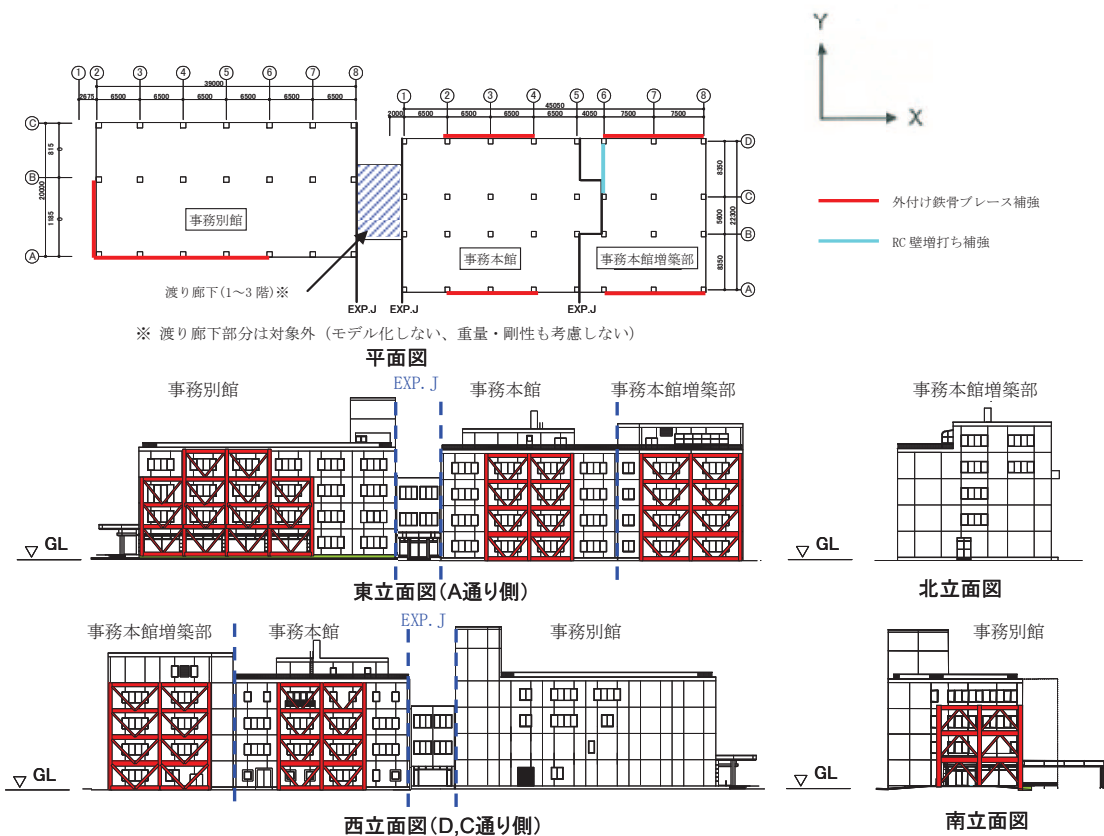 Y
X
① ② ③ ④ ⑤ ⑥ ⑦ ⑧
39000
2675 6500 6500 6500 6500 6500 6500
① ② ③ ④ ⑤ ⑥ ⑦ ⑧
45050
2000 6500 6500 6500 6500 4050 7500 7500
Ⓒ
Ⓑ
Ⓐ
815
0
20000
1185
0
事務別館
事務本館
事務本館増築部
Ⓓ
Ⓒ
Ⓑ
Ⓐ
8350
5600
8350
22300
外付け鉄骨ブレース補強
RC 壁増打ち補強
渡り廊下(1~3 階)※
EXP.J
EXP.J
EXP.J
※ 渡り廊下部分は対象外(モデル化しない、重量・剛性も考慮しない)
平面図
事務別館
EXP. J
事務本館
事務本館増築部
事務本館増築部
▽ GL
▽ GL
東立面図(A通り側)
北立面図
事務本館増築部
事務本館
EXP. J
事務別館
事務別館
▽ GL
▽ GL
西立面図(D,C通り側)
南立面図